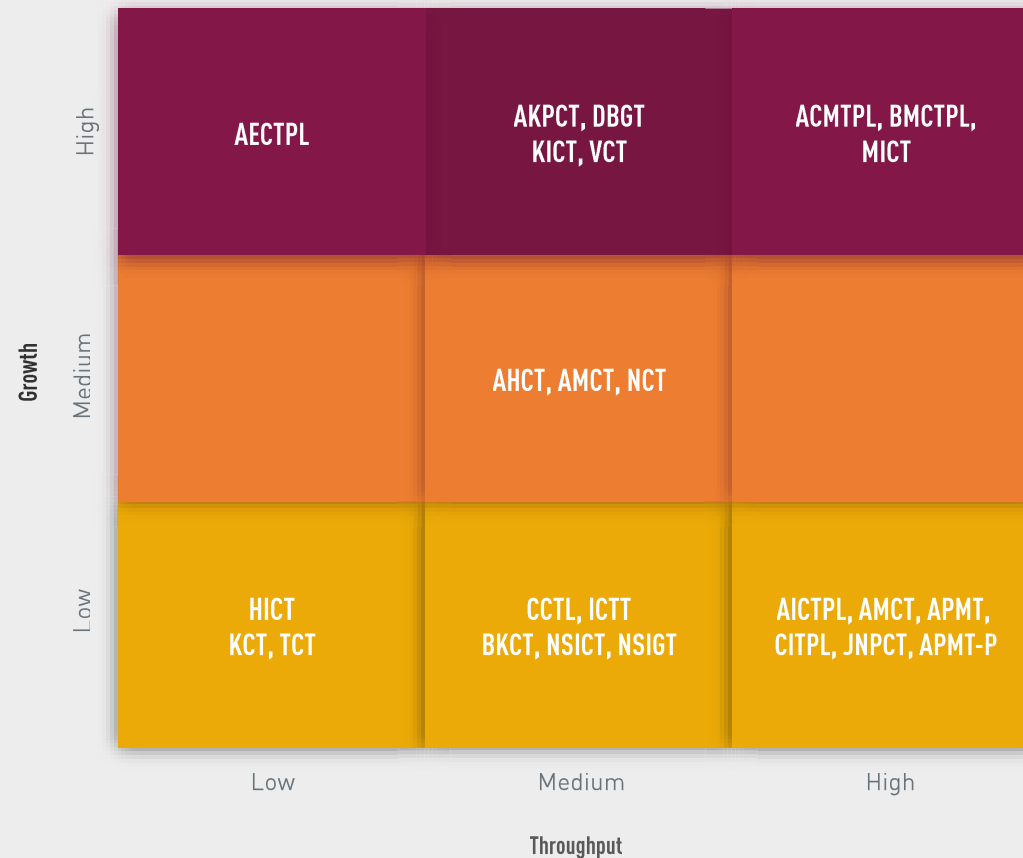 High
AECTPL
AKPCT, DBGT
KICT, VCT
ACMTPL, BMCTPL,
MICT
Growth
Medium
AHCT, AMCT, NCT
Low
HICT
KCT, TCT
CCTL, ICTT
BKCT, NSICT, NSIGT
AICTPL, AMCT, APMT,
CITPL, JNPCT, APMT-P
Low
Medium
High
Throughput